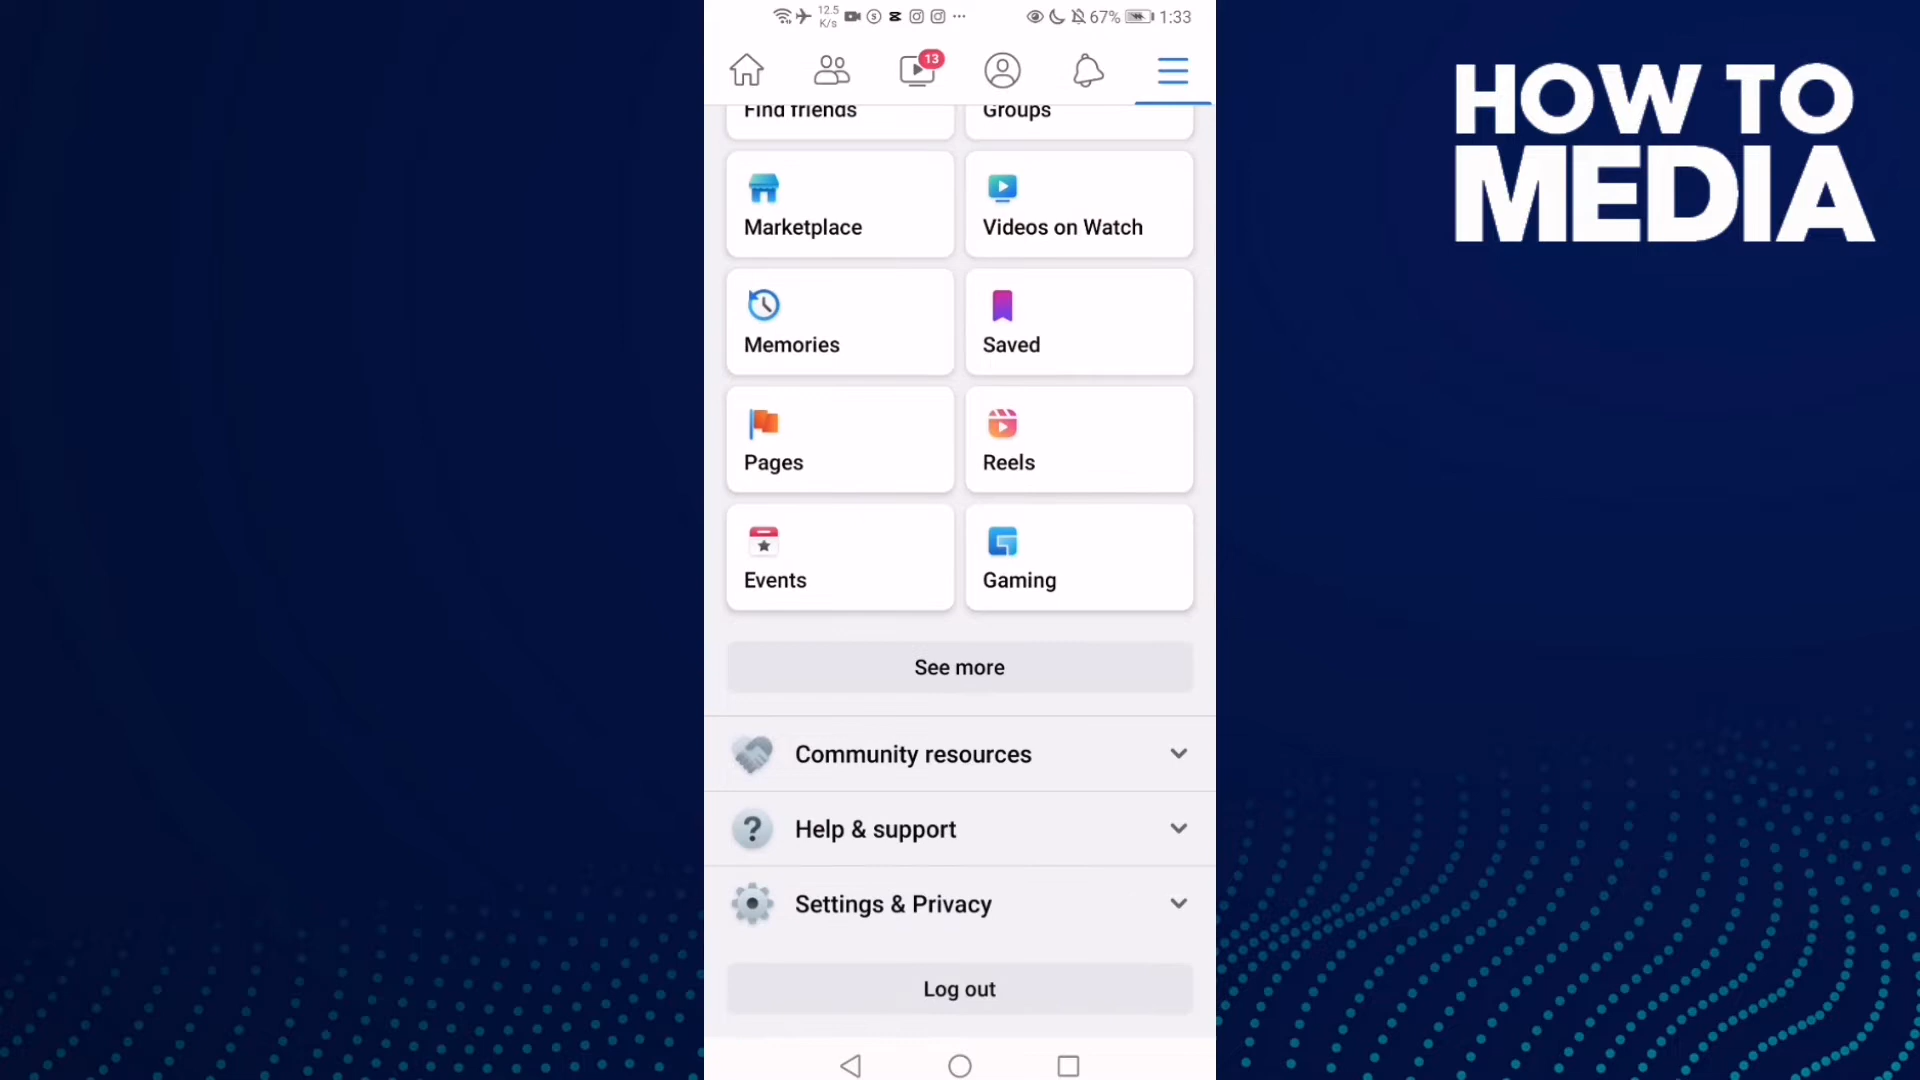 12.5
K/s
67%
1:33
13
Find friends
Groups
Marketplace
Videos on Watch
Memories
Saved
Pages
Reels
Events
Gaming
See more
Community resources
Help & support
Settings & Privacy
Log out
HOW TO
MEDIA